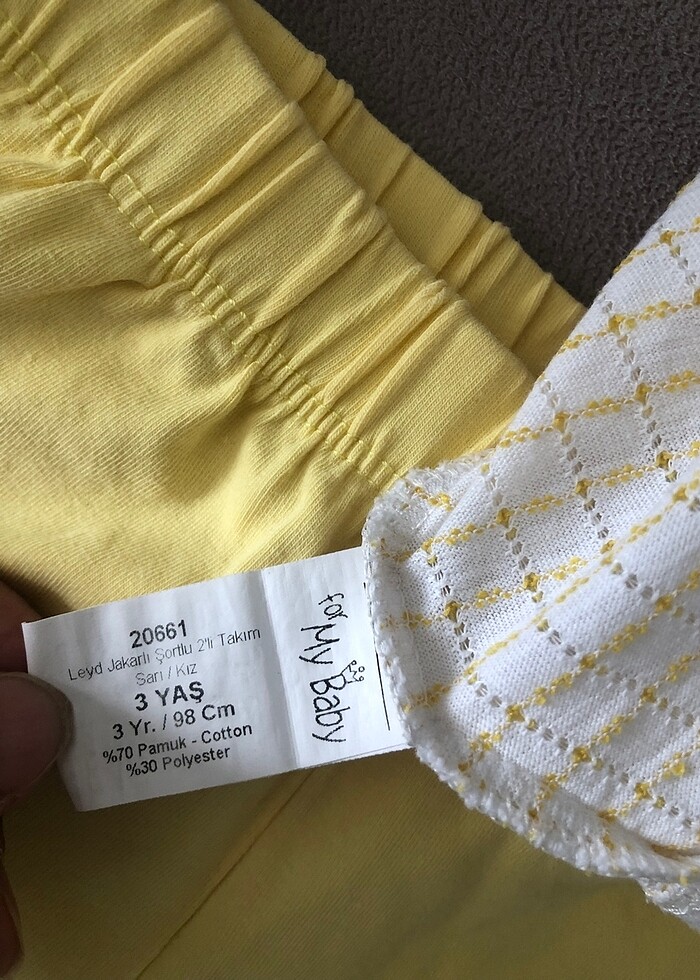 20661
Leyd Jakarlı Şortlu 2'li Takım
Sarı / Kız
3 YAŞ
3 Yr. / 98 Cm
%70 Pamuk - Cotton
%30 Polyester
for My Baby